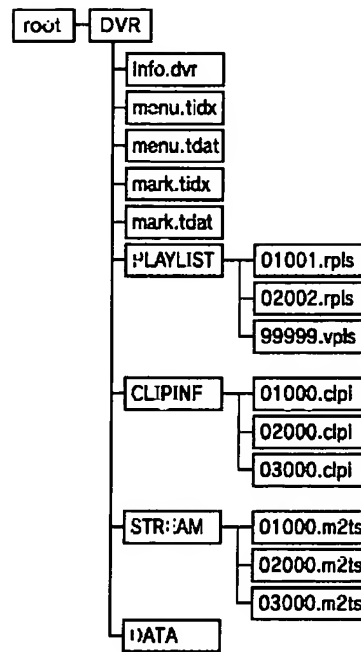 root DVR
info.dvr
menu.tidx
menu.tdat
mark.tidx
mark.tdat
PLAYLIST 01001.rpls
02002.rpls
99999.vpls
CLIPINF 01000.clpi
02000.clpi
03000.clpi
STREAM 01000.m2ts
02000.m2ts
03000.m2ts
DATA